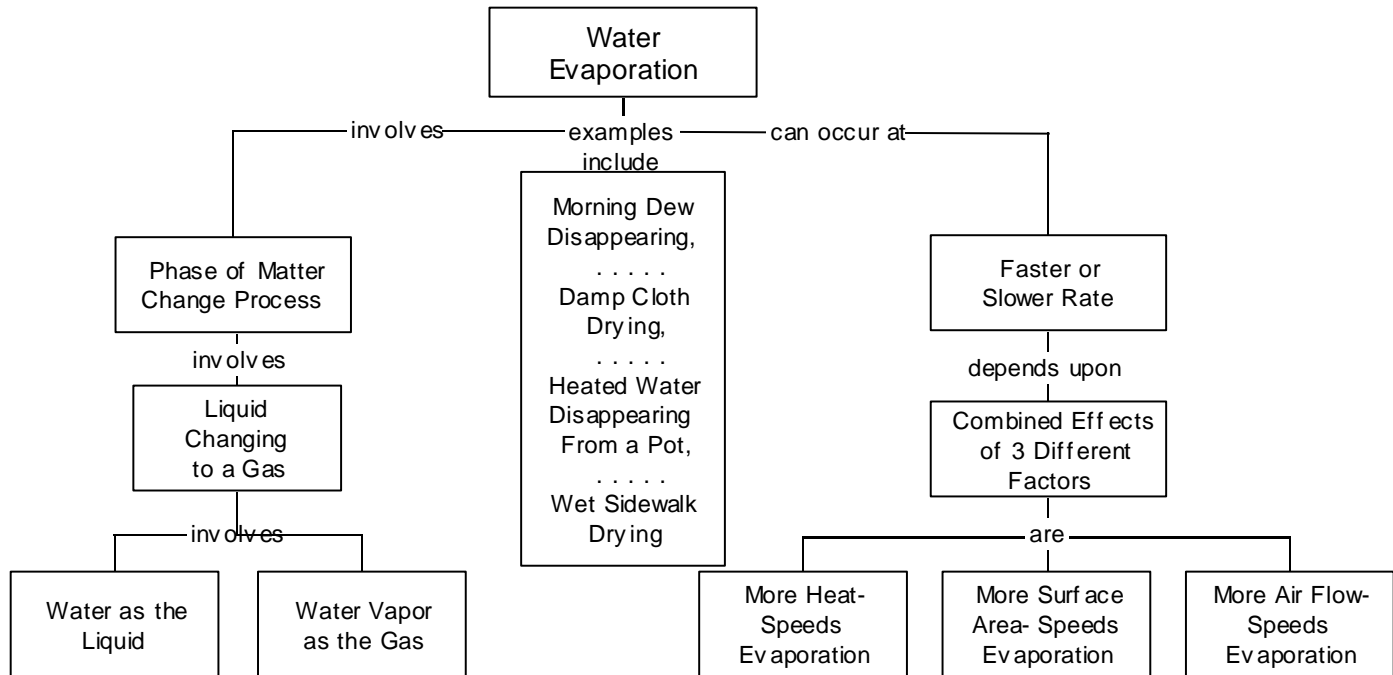 Water
Evaporation
involves
examples
include
can occur at
Phase of Matter
Change Process
involves
Liquid
Changing
to a Gas
involves
Water as the
Liquid
Water Vapor
as the Gas
Morning Dew
Disappearing,
. . . . .
Damp Cloth
Drying,
. . . . .
Heated Water
Disappearing
From a Pot,
. . . . .
Wet Sidewalk
Drying
Faster or
Slower Rate
depends upon
Combined Effects
of 3 Different
Factors
are
More Heat-
Speeds
Evaporation
More Surface
Area- Speeds
Evaporation
More Air Flow-
Speeds
Evaporation